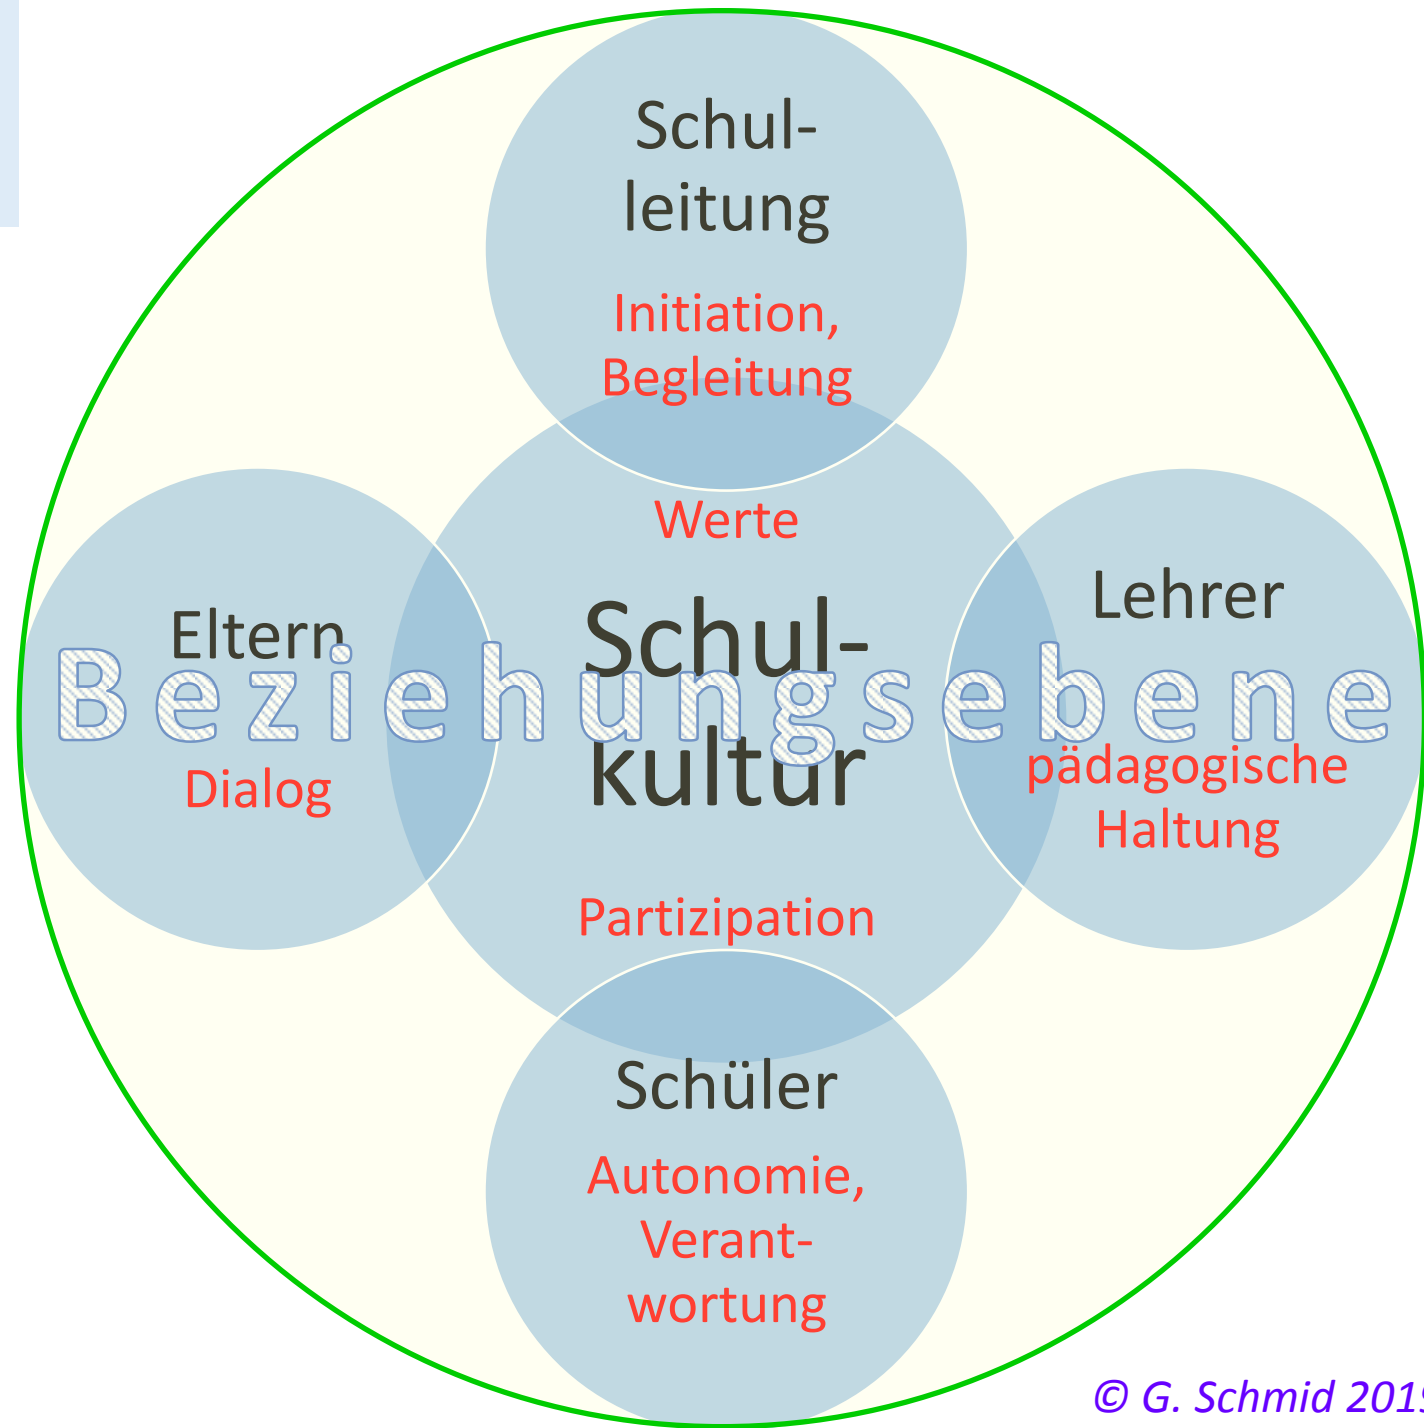 Schul-
leitung
Initiation,
Begleitung
Werte
Eltern
Dialog
Schul-
kultur
Lehrer
pädagogische
Haltung
Beziehungsebene
Partizipation
Schüler
Autonomie,
Verant-
wortung
© G. Schmid 2019